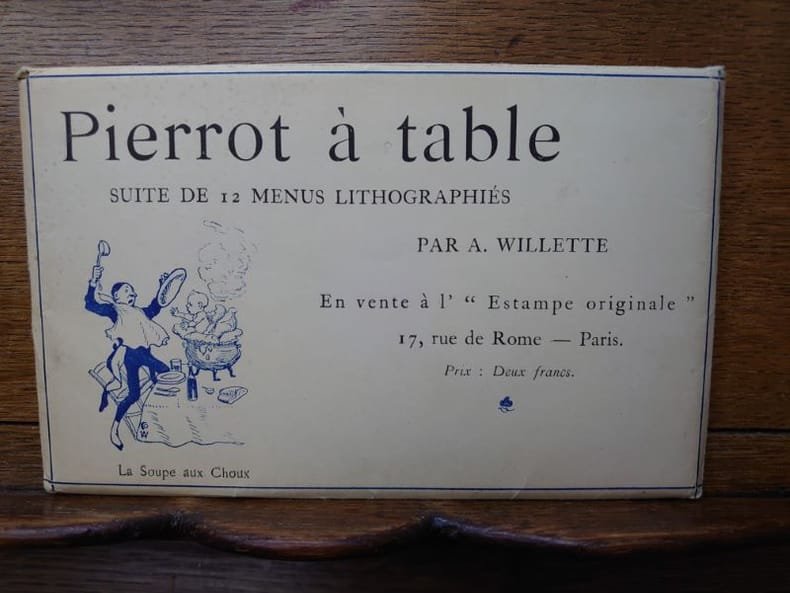 Pierrot à table
SUITE DE 12 MENUS LITHOGRAPHIÉS
PAR A. WILLETTE
En vente à l' “ Estampe originale ”
17, rue de Rome — Paris.
Prix : Deux francs.
La Soupe aux Choux